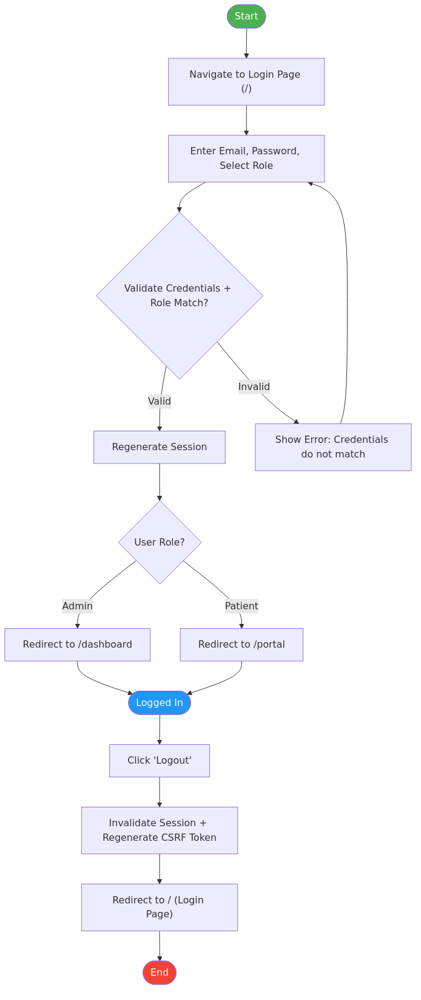 Start
Navigate to Login Page
(/)
Enter Email, Password,
Select Role
Validate Credentials +
Role Match?
Invalid
Valid
Show Error: Credentials
do not match
Regenerate Session
User Role?
Admin
Patient
Redirect to /dashboard
Redirect to /portal
Logged In
Click 'Logout'
Invalidate Session +
Regenerate CSRF Token
Redirect to / (Login
Page)
End